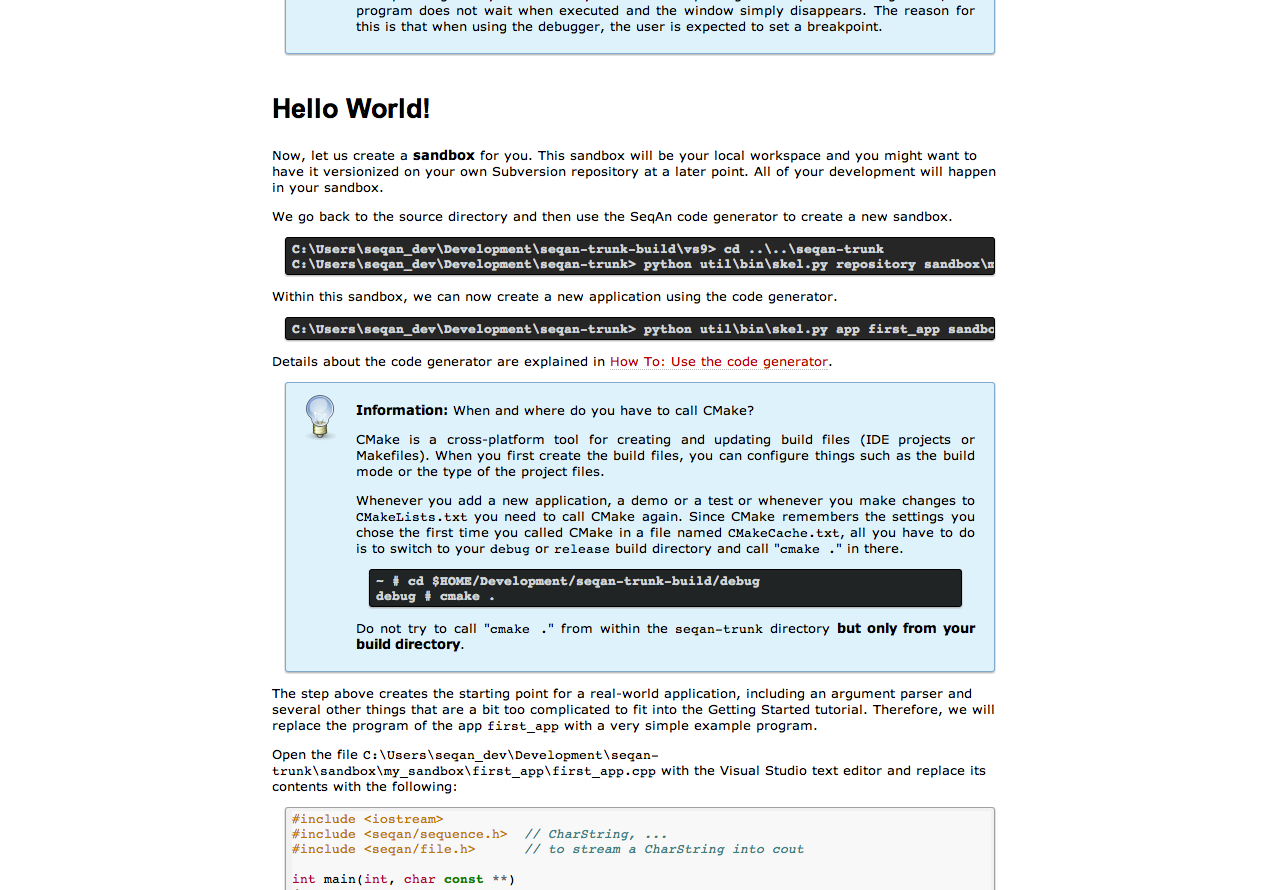 program does not wait when executed and the window simply disappears. The reason for
this is that when using the debugger, the user is expected to set a breakpoint.
Hello World!
Now, let us create a sandbox for you. This sandbox will be your local workspace and you might want to
have it versionized on your own Subversion repository at a later point. All of your development will happen
in your sandbox.
We go back to the source directory and then use the SeqAn code generator to create a new sandbox.
C:\Users\seqan_dev\Development\seqan-trunk-build\vs9> cd ..\..\seqan-trunk
C:\Users\seqan_dev\Development\seqan-trunk> python util\bin\skel.py repository sandbox\m
Within this sandbox, we can now create a new application using the code generator.
C:\Users\seqan_dev\Development\seqan-trunk> python util\bin\skel.py app first_app sandbo
Details about the code generator are explained in How To: Use the code generator.
Information: When and where do you have to call CMake?
CMake is a cross-platform tool for creating and updating build files (IDE projects or
Makefiles). When you first create the build files, you can configure things such as the build
mode or the type of the project files.
Whenever you add a new application, a demo or a test or whenever you make changes to
CMakeLists.txt you need to call CMake again. Since CMake remembers the settings you
chose the first time you called CMake in a file named CMakeCache.txt, all you have to do
is to switch to your debug or release build directory and call "cmake ." in there.
~ # cd $HOME/Development/seqan-trunk-build/debug
debug # cmake .
Do not try to call "cmake ." from within the seqan-trunk directory but only from your
build directory.
The step above creates the starting point for a real-world application, including an argument parser and
several other things that are a bit too complicated to fit into the Getting Started tutorial. Therefore, we will
replace the program of the app first_app with a very simple example program.
Open the file C:\Users\seqan_dev\Development\seqan-
trunk\sandbox\my_sandbox\first_app\first_app.cpp with the Visual Studio text editor and replace its
contents with the following:
#include <iostream>
#include <seqan/sequence.h>  // CharString, ...
#include <seqan/file.h>      // to stream a CharString into cout
int main(int, char const **)